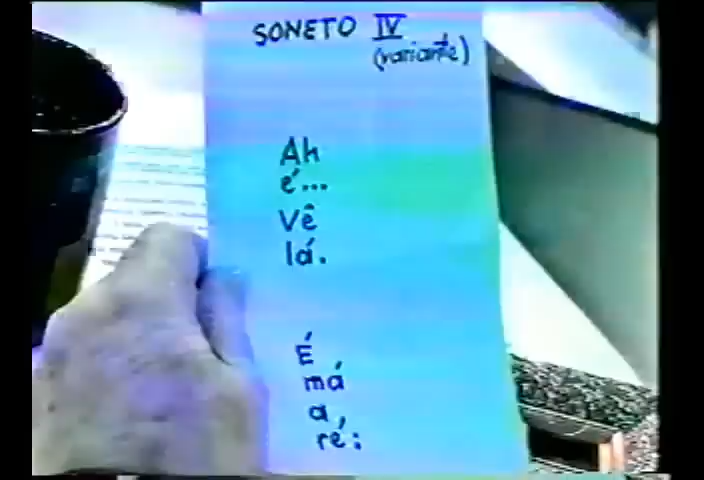 SONETO IV
(variante)
Ah
é...
Vê
lá.
É
má
a,
ré: